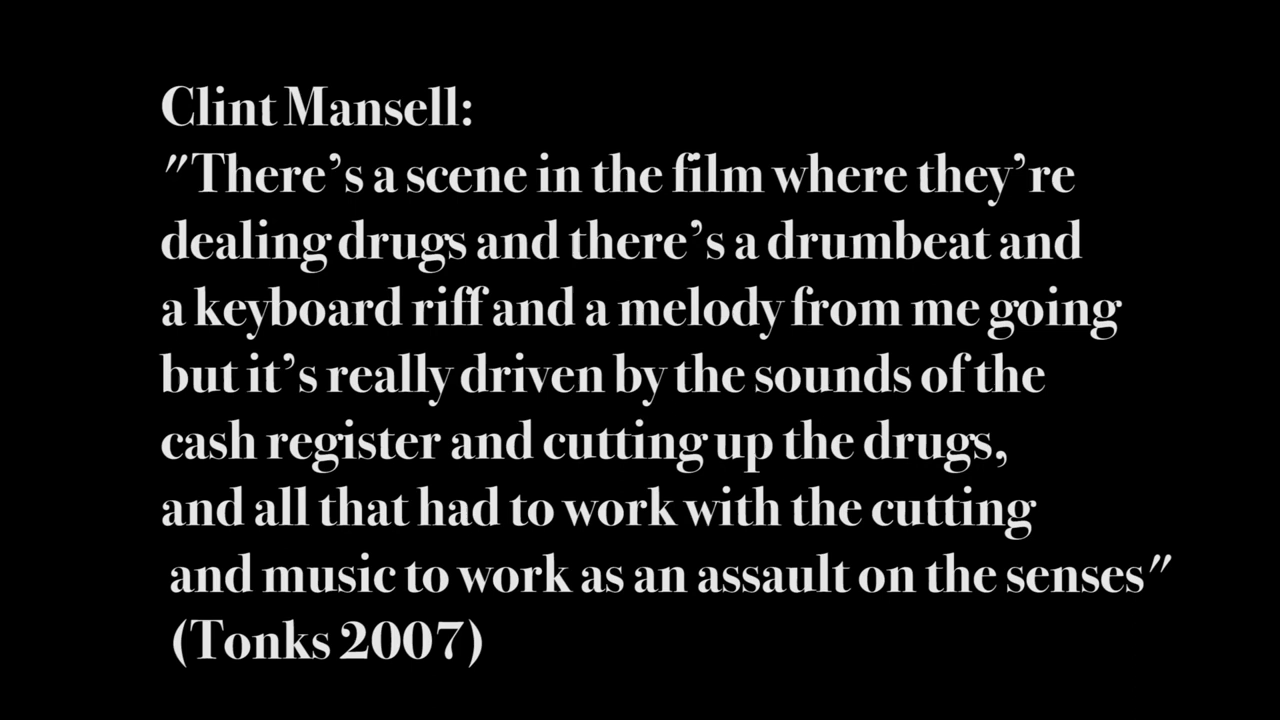 Clint Mansell:
"There’s a scene in the film where they’re
dealing drugs and there’s a drumbeat and
a keyboard riff and a melody from me going
but it’s really driven by the sounds of the
cash register and cutting up the drugs,
and all that had to work with the cutting
and music to work as an assault on the senses"
(Tonks 2007)